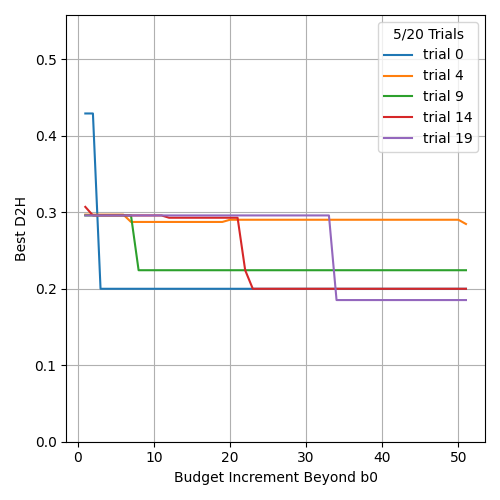 5/20 Trials
trial 0
trial 4
trial 9
trial 14
trial 19
Best D2H
0.5
0.4
0.3
0.2
0.1
0.0
0 10 20 30 40 50
Budget Increment Beyond b0